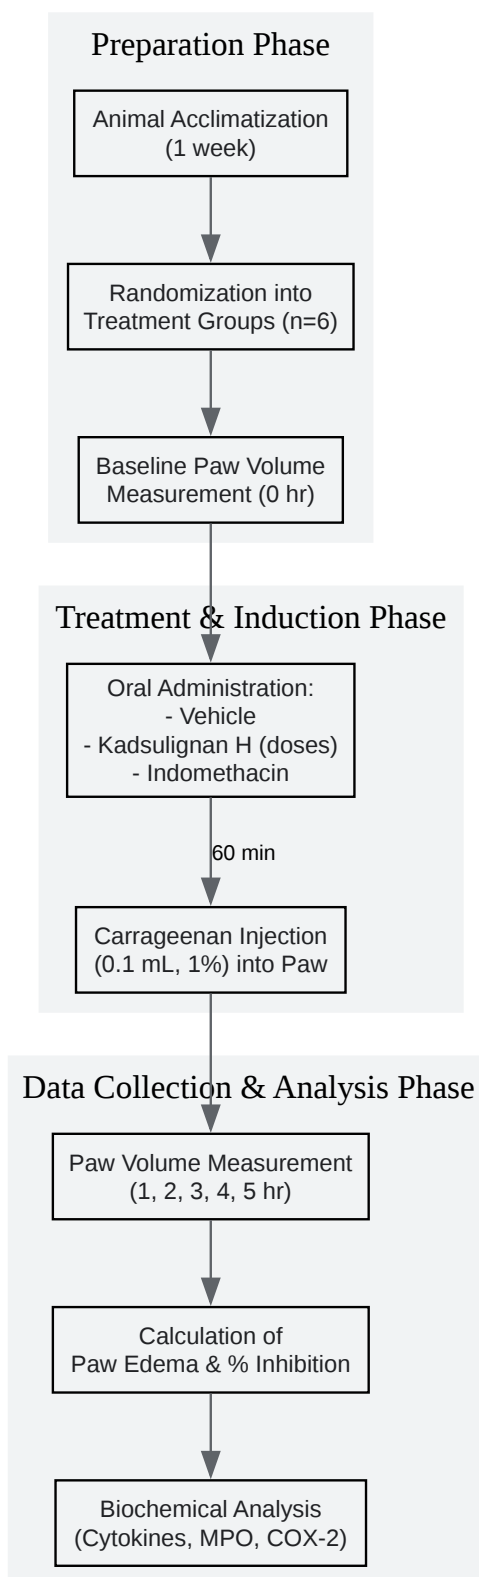 Preparation Phase
Animal Acclimatization
(1 week)
Randomization into
Treatment Groups (n=6)
Baseline Paw Volume
Measurement (0 hr)
Treatment & Induction Phase
Oral Administration:
- Vehicle
- Kadsulignan H (doses)
- Indomethacin
60 min
Carrageenan Injection
(0.1 mL, 1%) into Paw
Data Collection & Analysis Phase
Paw Volume Measurement
(1, 2, 3, 4, 5 hr)
Calculation of
Paw Edema & % Inhibition
Biochemical Analysis
(Cytokines, MPO, COX-2)